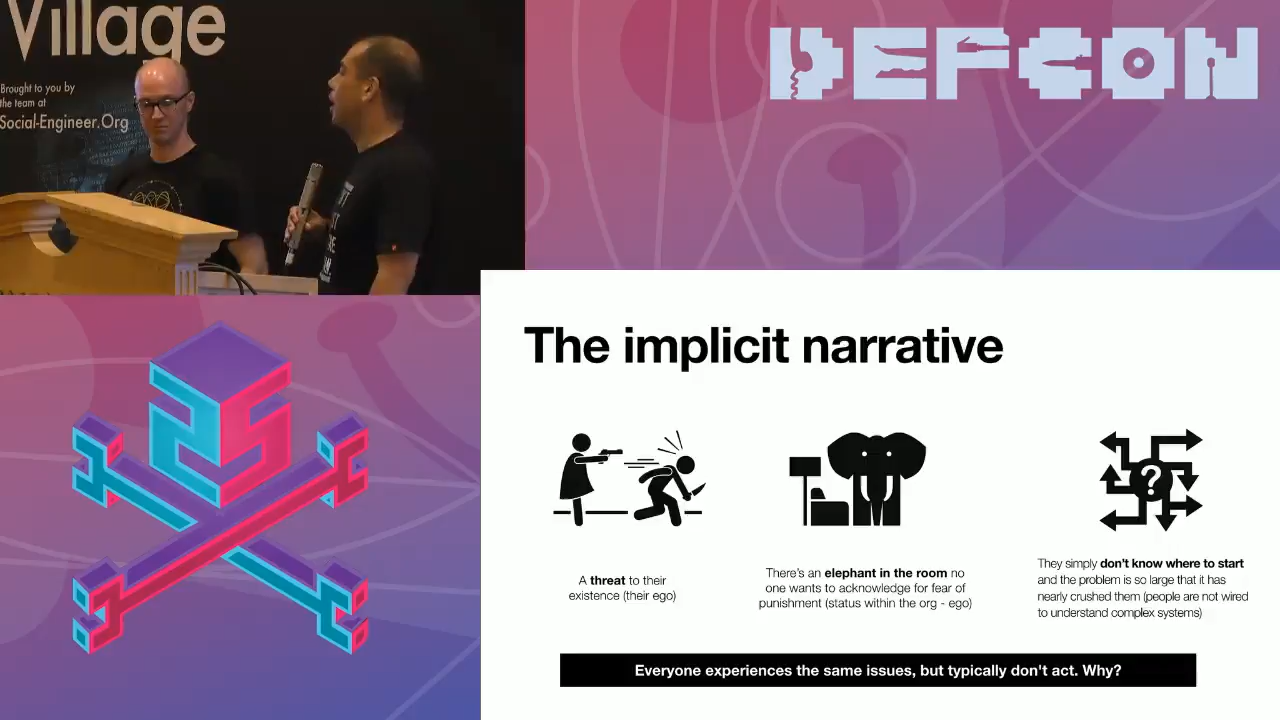 Village
Brought to you by
the team at
Social-Engineer.Org
DEFCON
The implicit narrative
A threat to their
existence (their ego)
There's an elephant in the room no
one wants to acknowledge for fear of
punishment (status within the org - ego)
?
They simply don't know where to start
and the problem is so large that it has
nearly crushed them (people are not wired
to understand complex systems)
Everyone experiences the same issues, but typically don't act. Why?